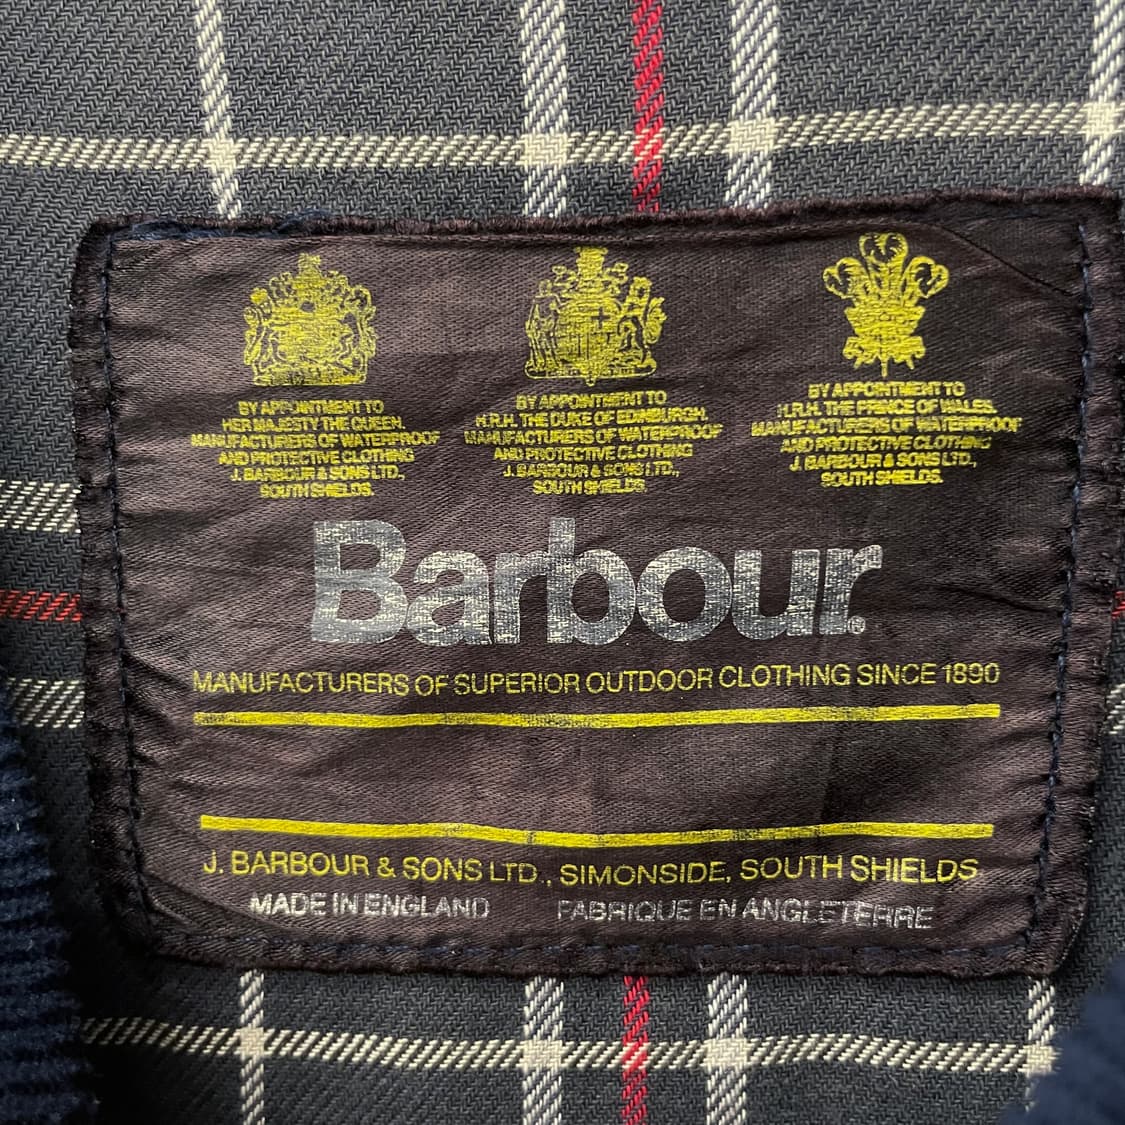 BY APPOINTMENT TO
HER MAJESTY THE QUEEN
MANUFACTURERS OF WATERPROOF
AND PROTECTIVE CLOTHING
J. BARBOUR & SONS LTD.,
SOUTH SHIELDS.
BY APPOINTMENT TO
H.R.H. THE DUKE OF EDINBURGH.
MANUFACTURERS OF WATERPROOF
AND PROTECTIVE CLOTHING
J. BARBOUR & SONS LTD.,
SOUTH SHIELDS.
BY APPOINTMENT TO
H.R.H. THE PRINCE OF WALES.
MANUFACTURERS OF WATERPROOF
AND PROTECTIVE CLOTHING
J. BARBOUR & SONS LTD.,
SOUTH SHIELDS.
Barbour.®
MANUFACTURERS OF SUPERIOR OUTDOOR CLOTHING SINCE 1890
J. BARBOUR & SONS LTD., SIMONSIDE, SOUTH SHIELDS
MADE IN ENGLAND FABRIQUE EN ANGLETERRE